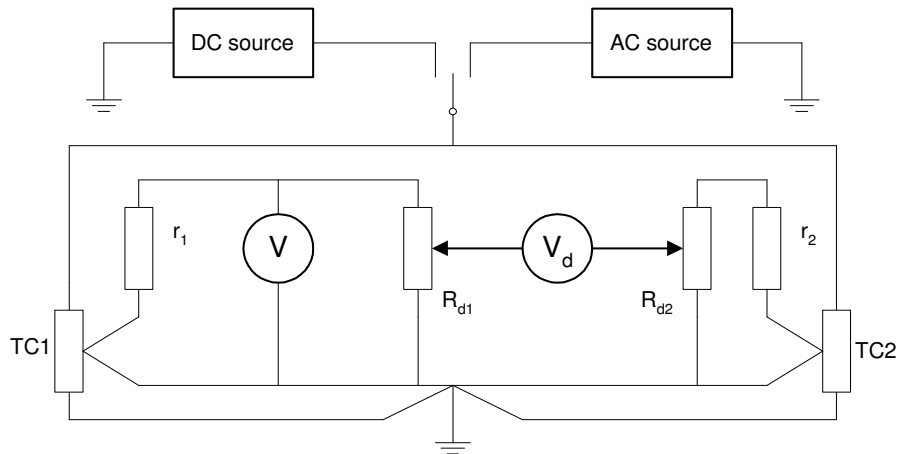 DC source
AC source
r1
V
Rd1
Vd
Rd2
r2
TC1
TC2